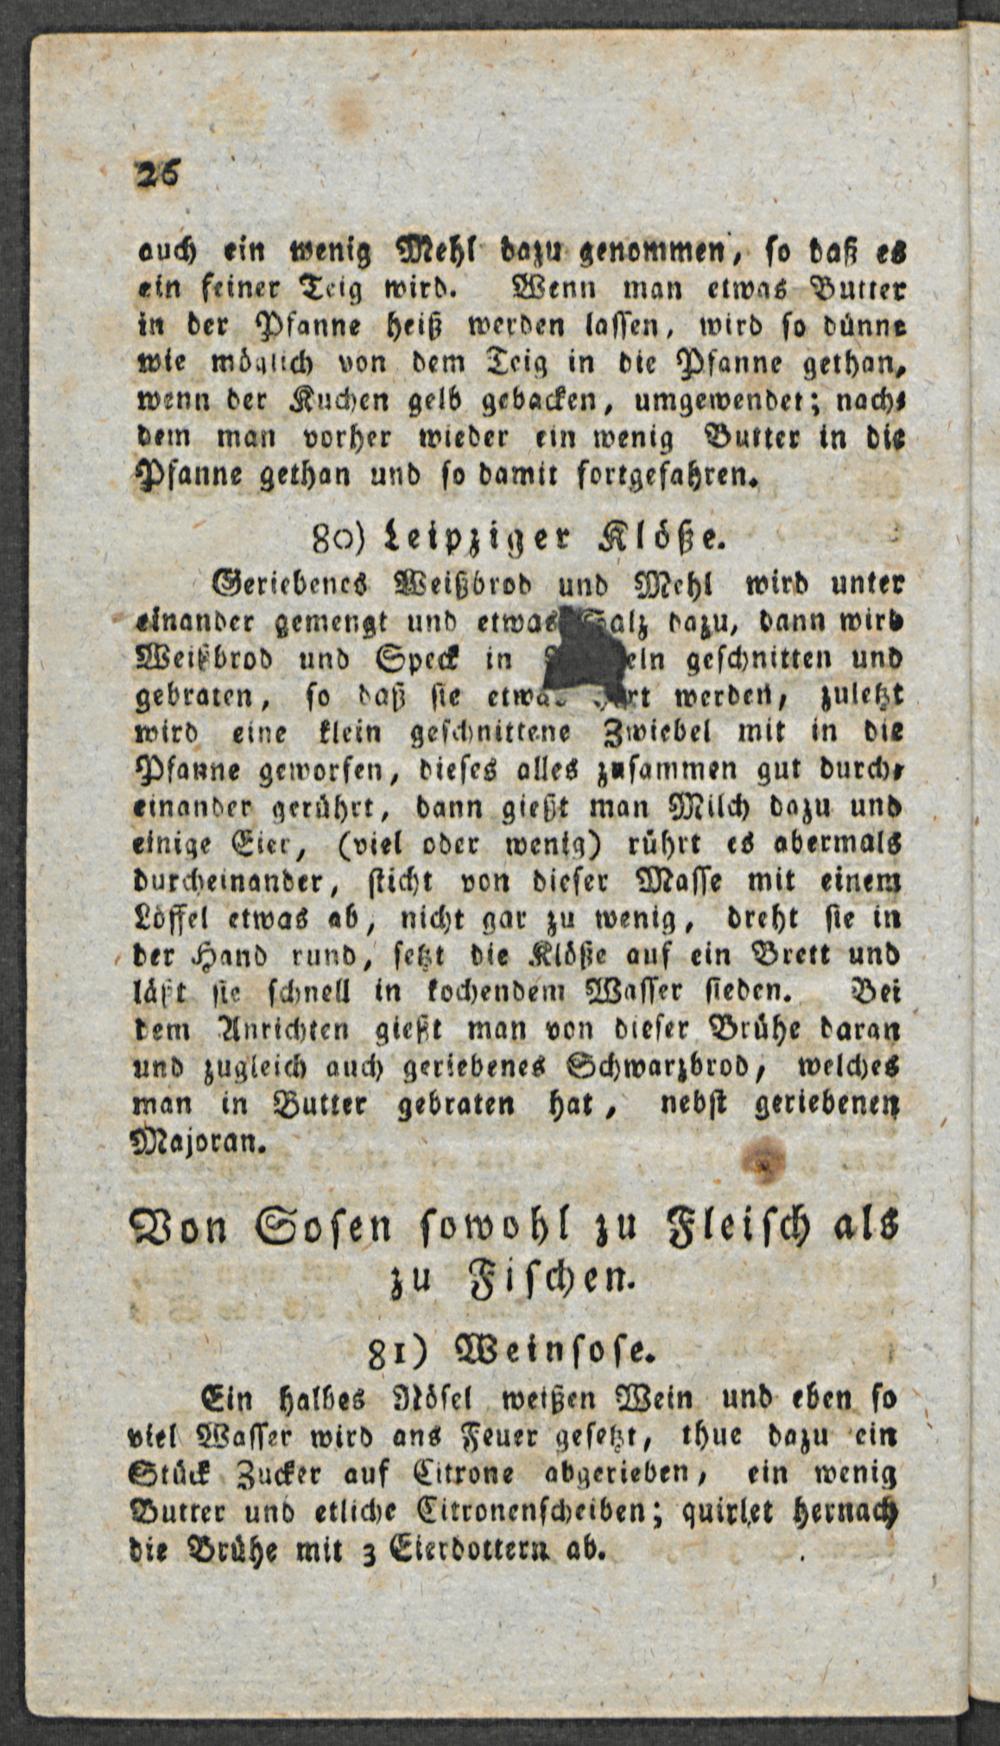 26
auch ein wenig Mehl dazu genommen, so daß es
ein feiner Teig wird. Wenn man etwas Butter
in der Pfanne heiß werden lassen, wird so dünne
wie möglich von dem Teig in die Pfanne gethan,
wenn der Kuchen gelb gebacken, umgewendet; nach-
dem man vorher wieder ein wenig Butter in die
Pfanne gethan und so damit fortgefahren.
80) Leipziger Klöße.
Geriebenes Weißbrod und Mehl wird unter
einander gemengt und etwas Salz dazu, dann wird
Weißbrod und Speck in geschnitten und
gebraten, so daß sie etwas werden, zuletzt
wird eine klein geschnittene Zwiebel mit in die
Pfanne geworfen, dieses alles zusammen gut durch-
einander gerührt, dann gießt man Milch dazu und
einige Eier, (viel oder wenig) rührt es abermals
durcheinander, sticht von dieser Masse mit einem
Löffel etwas ab, nicht gar zu wenig, dreht sie in
der Hand rund, setzt die Klöße auf ein Brett und
läßt sie schnell in kochendem Wasser sieden. Bei
dem Anrichten gießt man von dieser Brühe daran
und zugleich auch geriebenes Schwarzbrod, welches
man in Butter gebraten hat, nebst geriebenen
Majoran.
Von Sosen sowohl zu Fleisch als
zu Fischen.
81) Weinsose.
Ein halbes Nösel weißen Wein und eben so
viel Wasser wird ans Feuer gesetzt, thue dazu ein
Stück Zucker auf Citrone abgerieben, ein wenig
Butter und etliche Citronenscheiben; quirlet hernach
die Brühe mit 3 Eierdottern ab.